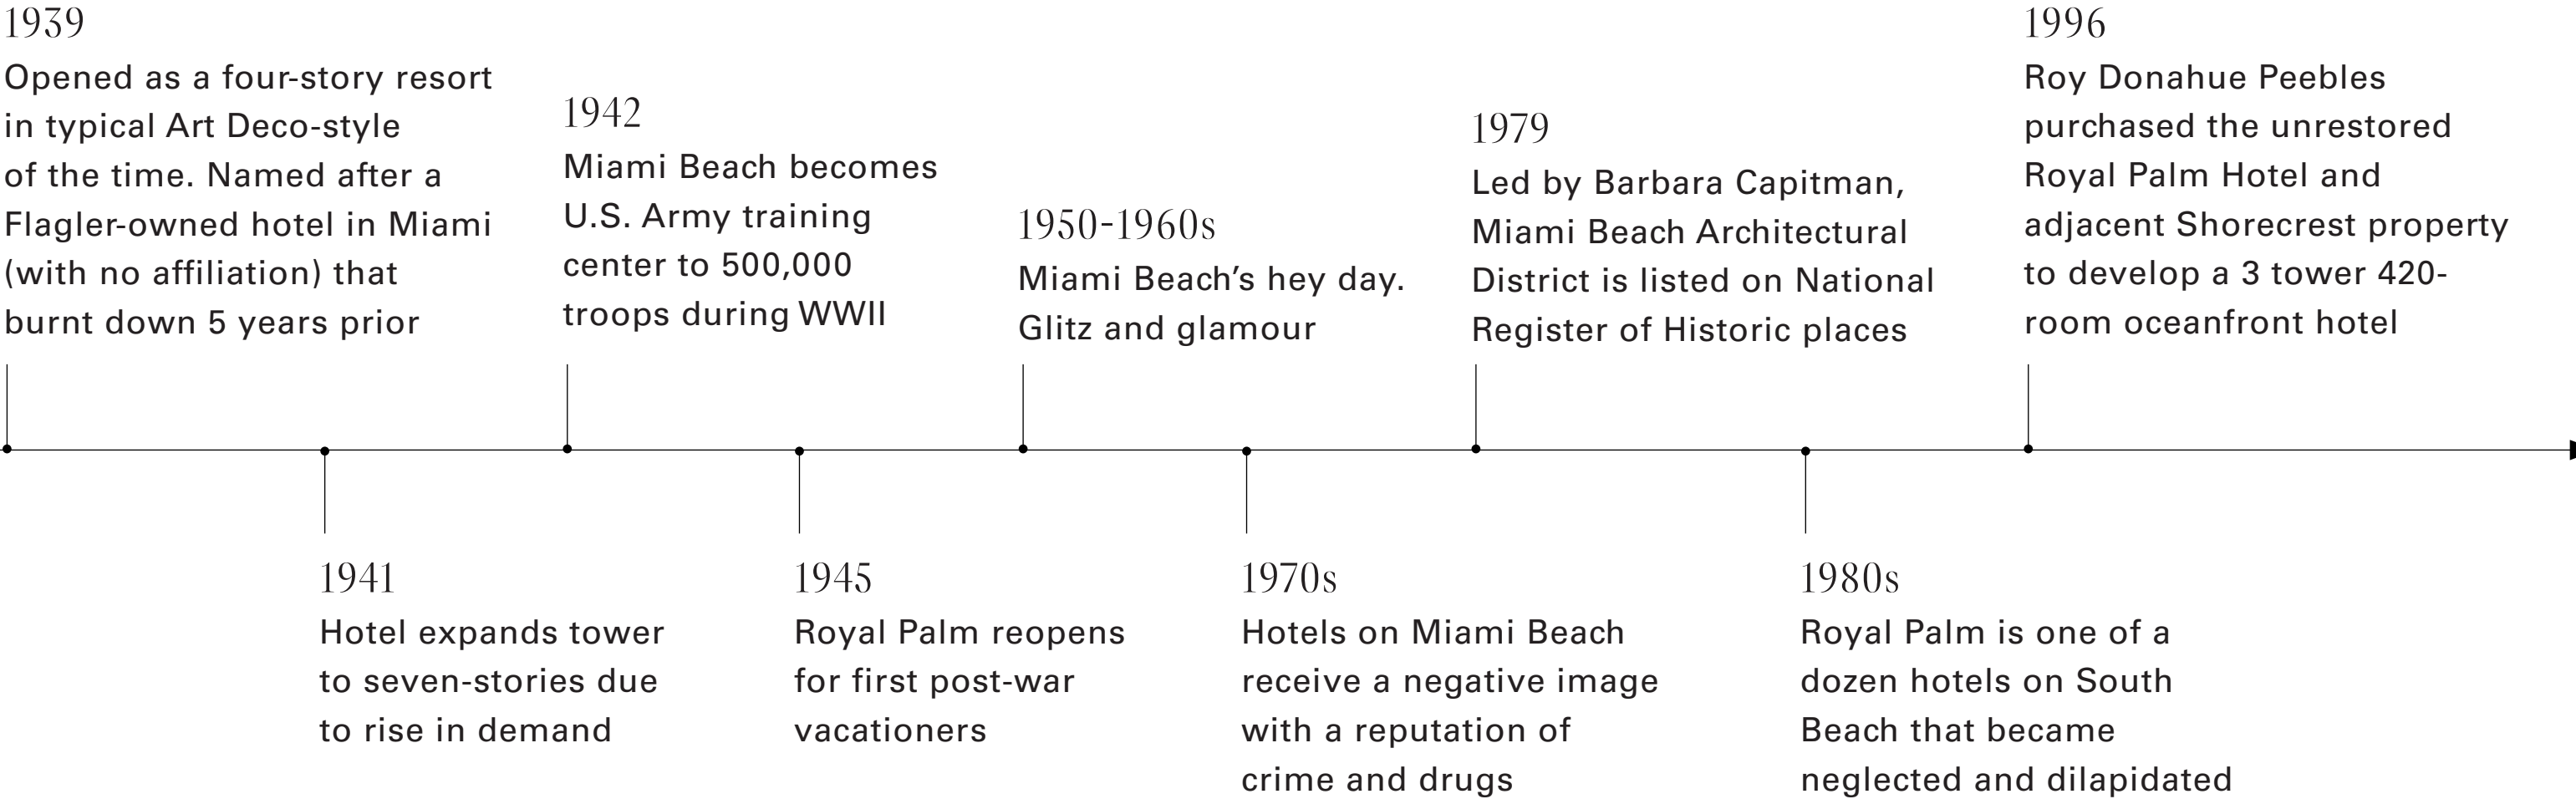 1939
Opened as a four-story resort
in typical Art Deco-style
of the time. Named after a
Flagler-owned hotel in Miami
(with no affiliation) that
burnt down 5 years prior
1941
Hotel expands tower
to seven-stories due
to rise in demand
1942
Miami Beach becomes
U.S. Army training
center to 500,000
troops during WWII
1945
Royal Palm reopens
for first post-war
vacationers
1950-1960s
Miami Beach’s hey day.
Glitz and glamour
1970s
Hotels on Miami Beach
receive a negative image
with a reputation of
crime and drugs
1979
Led by Barbara Capitman,
Miami Beach Architectural
District is listed on National
Register of Historic places
1980s
Royal Palm is one of a
dozen hotels on South
Beach that became
neglected and dilapidated
1996
Roy Donahue Peebles
purchased the unrestored
Royal Palm Hotel and
adjacent Shorecrest property
to develop a 3 tower 420-
room oceanfront hotel